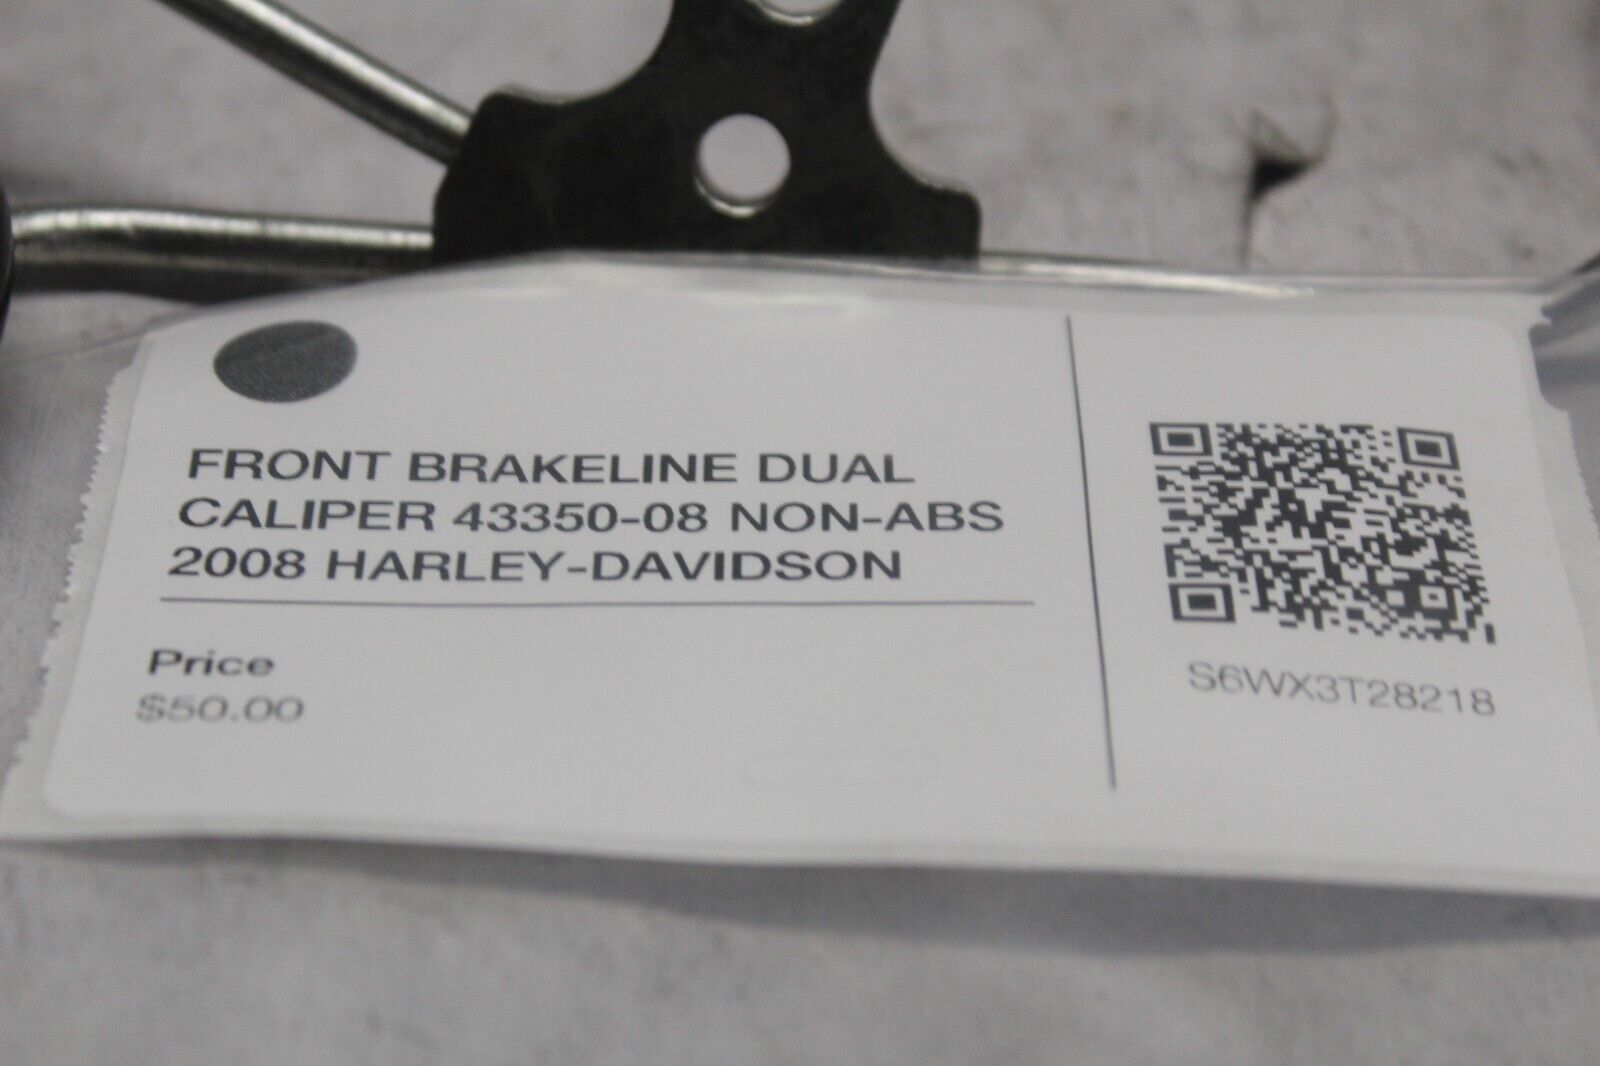 FRONT BRAKELINE DUAL
CALIPER 43350-08 NON-ABS
2008 HARLEY-DAVIDSON
Price
$50.00
S6WX3T28218